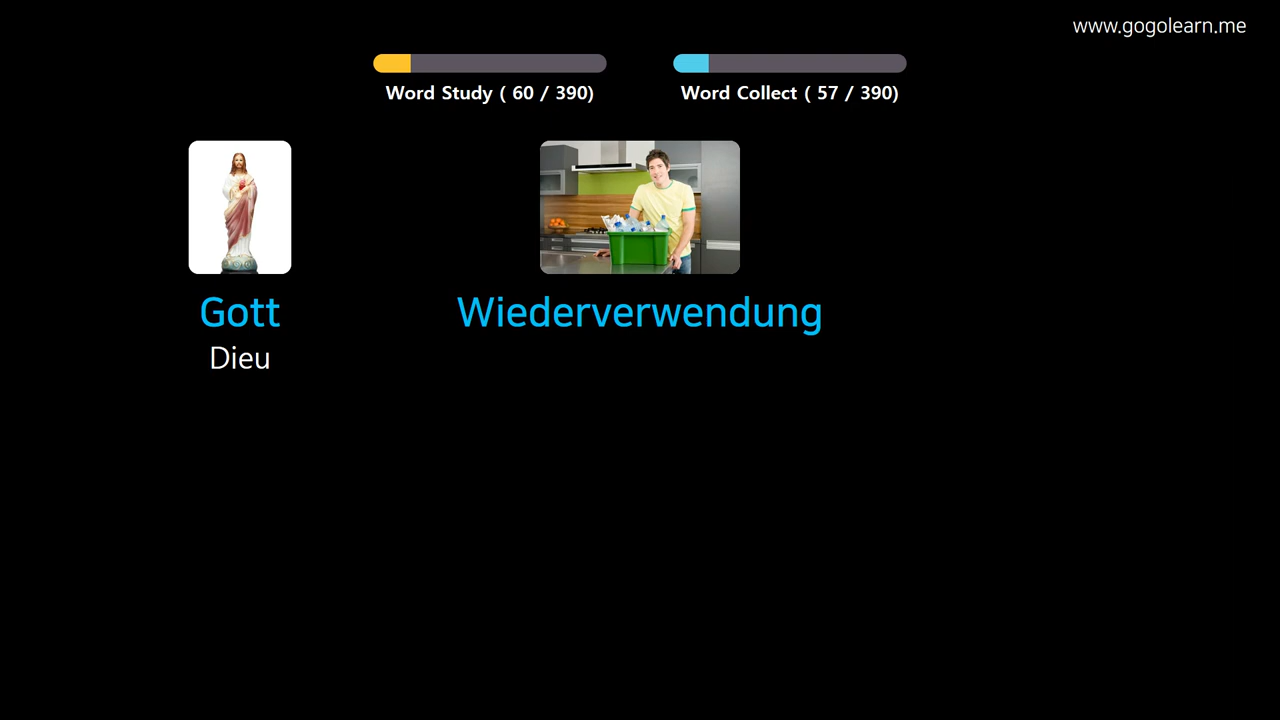 www.gogolearn.me
Word Study ( 60 / 390)
Word Collect ( 57 / 390)
Gott
Dieu
Wiederverwendung